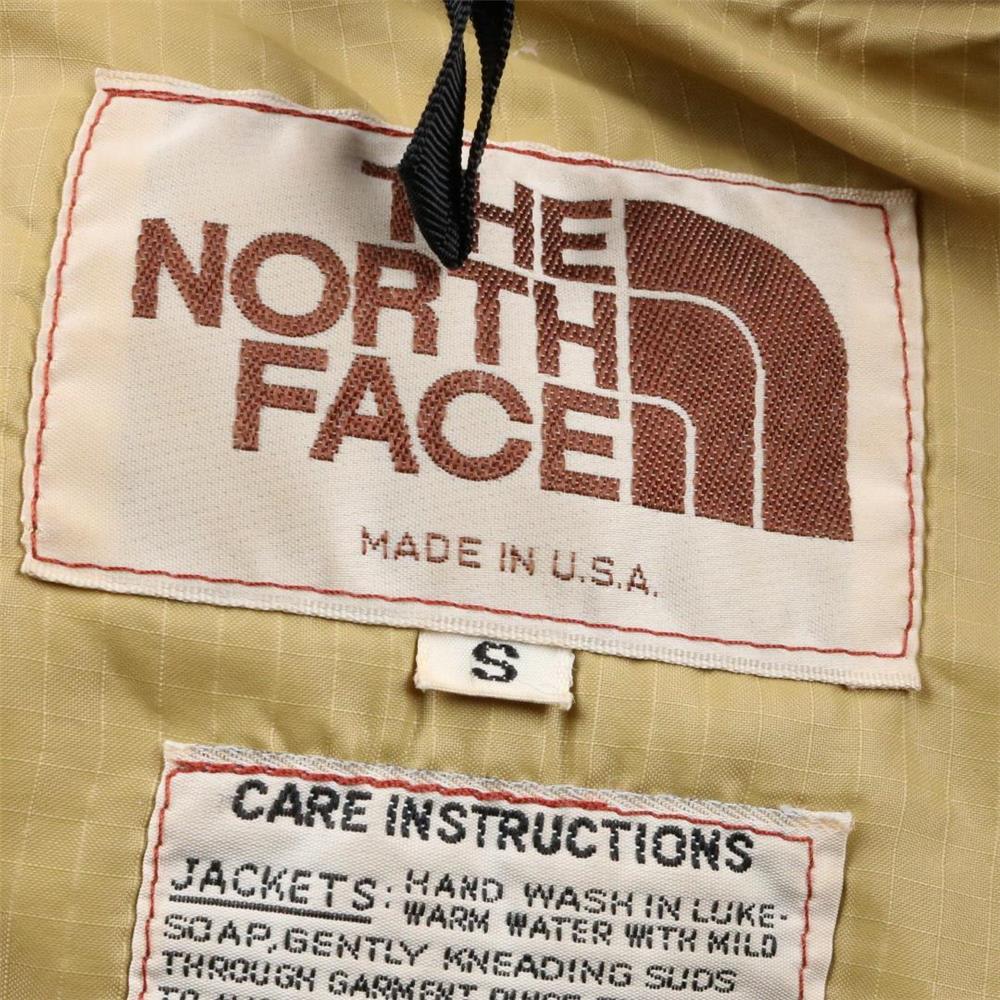 THE
NORTH
FACE
MADE IN U.S.A.
S
CARE INSTRUCTIONS
JACKETS: HAND WASH IN LUKE-
WARM WATER WITH MILD
SOAP, GENTLY KNEADING SUDS
THROUGH GARMENT